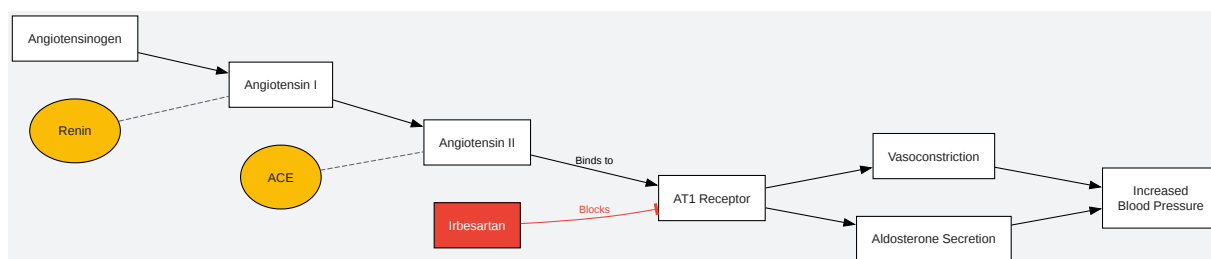 Angiotensinogen
Angiotensin I
Renin
Angiotensin II
ACE
Binds to
AT1 Receptor
Blocks
Irbesartan
Vasoconstriction
Aldosterone Secretion
Increased
Blood Pressure